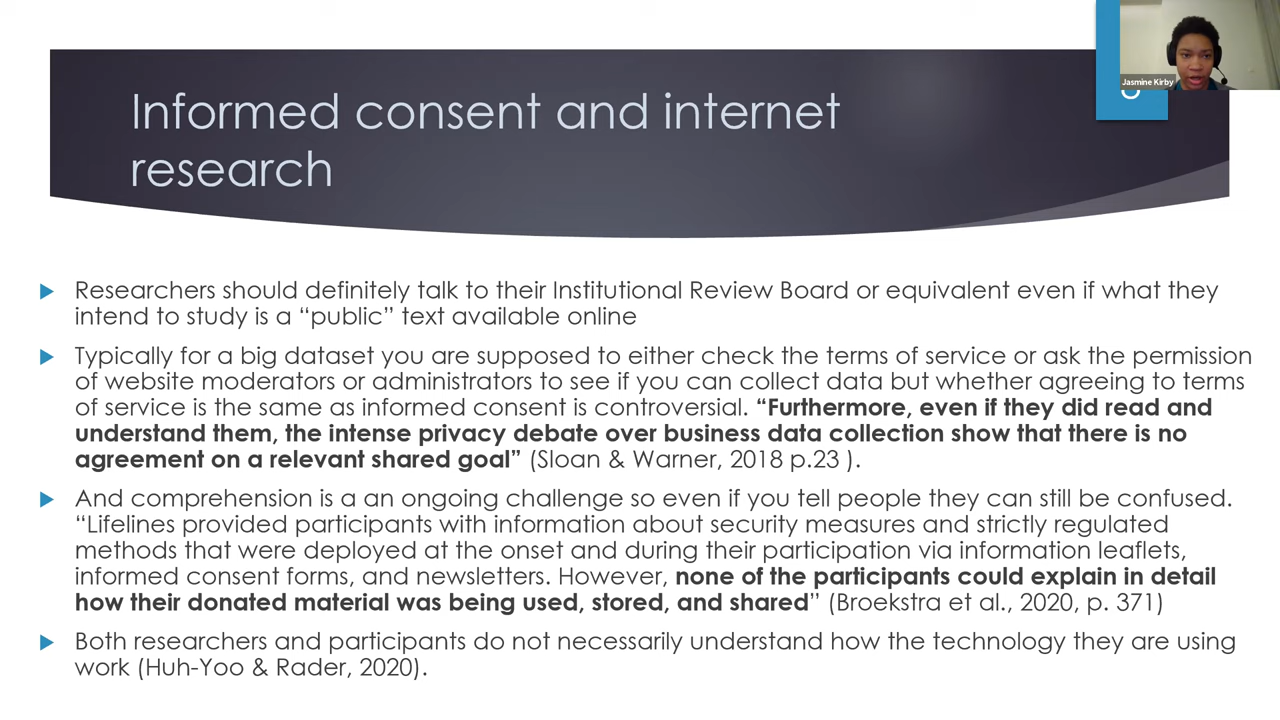 Jasmine Kirby
Informed consent and internet
research
Researchers should definitely talk to their Institutional Review Board or equivalent even if what they
intend to study is a “public” text available online
Typically for a big dataset you are supposed to either check the terms of service or ask the permission
of website moderators or administrators to see if you can collect data but whether agreeing to terms
of service is the same as informed consent is controversial. “Furthermore, even if they did read and
understand them, the intense privacy debate over business data collection show that there is no
agreement on a relevant shared goal” (Sloan & Warner, 2018 p.23 ).
And comprehension is a an ongoing challenge so even if you tell people they can still be confused.
“Lifelines provided participants with information about security measures and strictly regulated
methods that were deployed at the onset and during their participation via information leaflets,
informed consent forms, and newsletters. However, none of the participants could explain in detail
how their donated material was being used, stored, and shared” (Broekstra et al., 2020, p. 371)
Both researchers and participants do not necessarily understand how the technology they are using
work (Huh-Yoo & Rader, 2020).